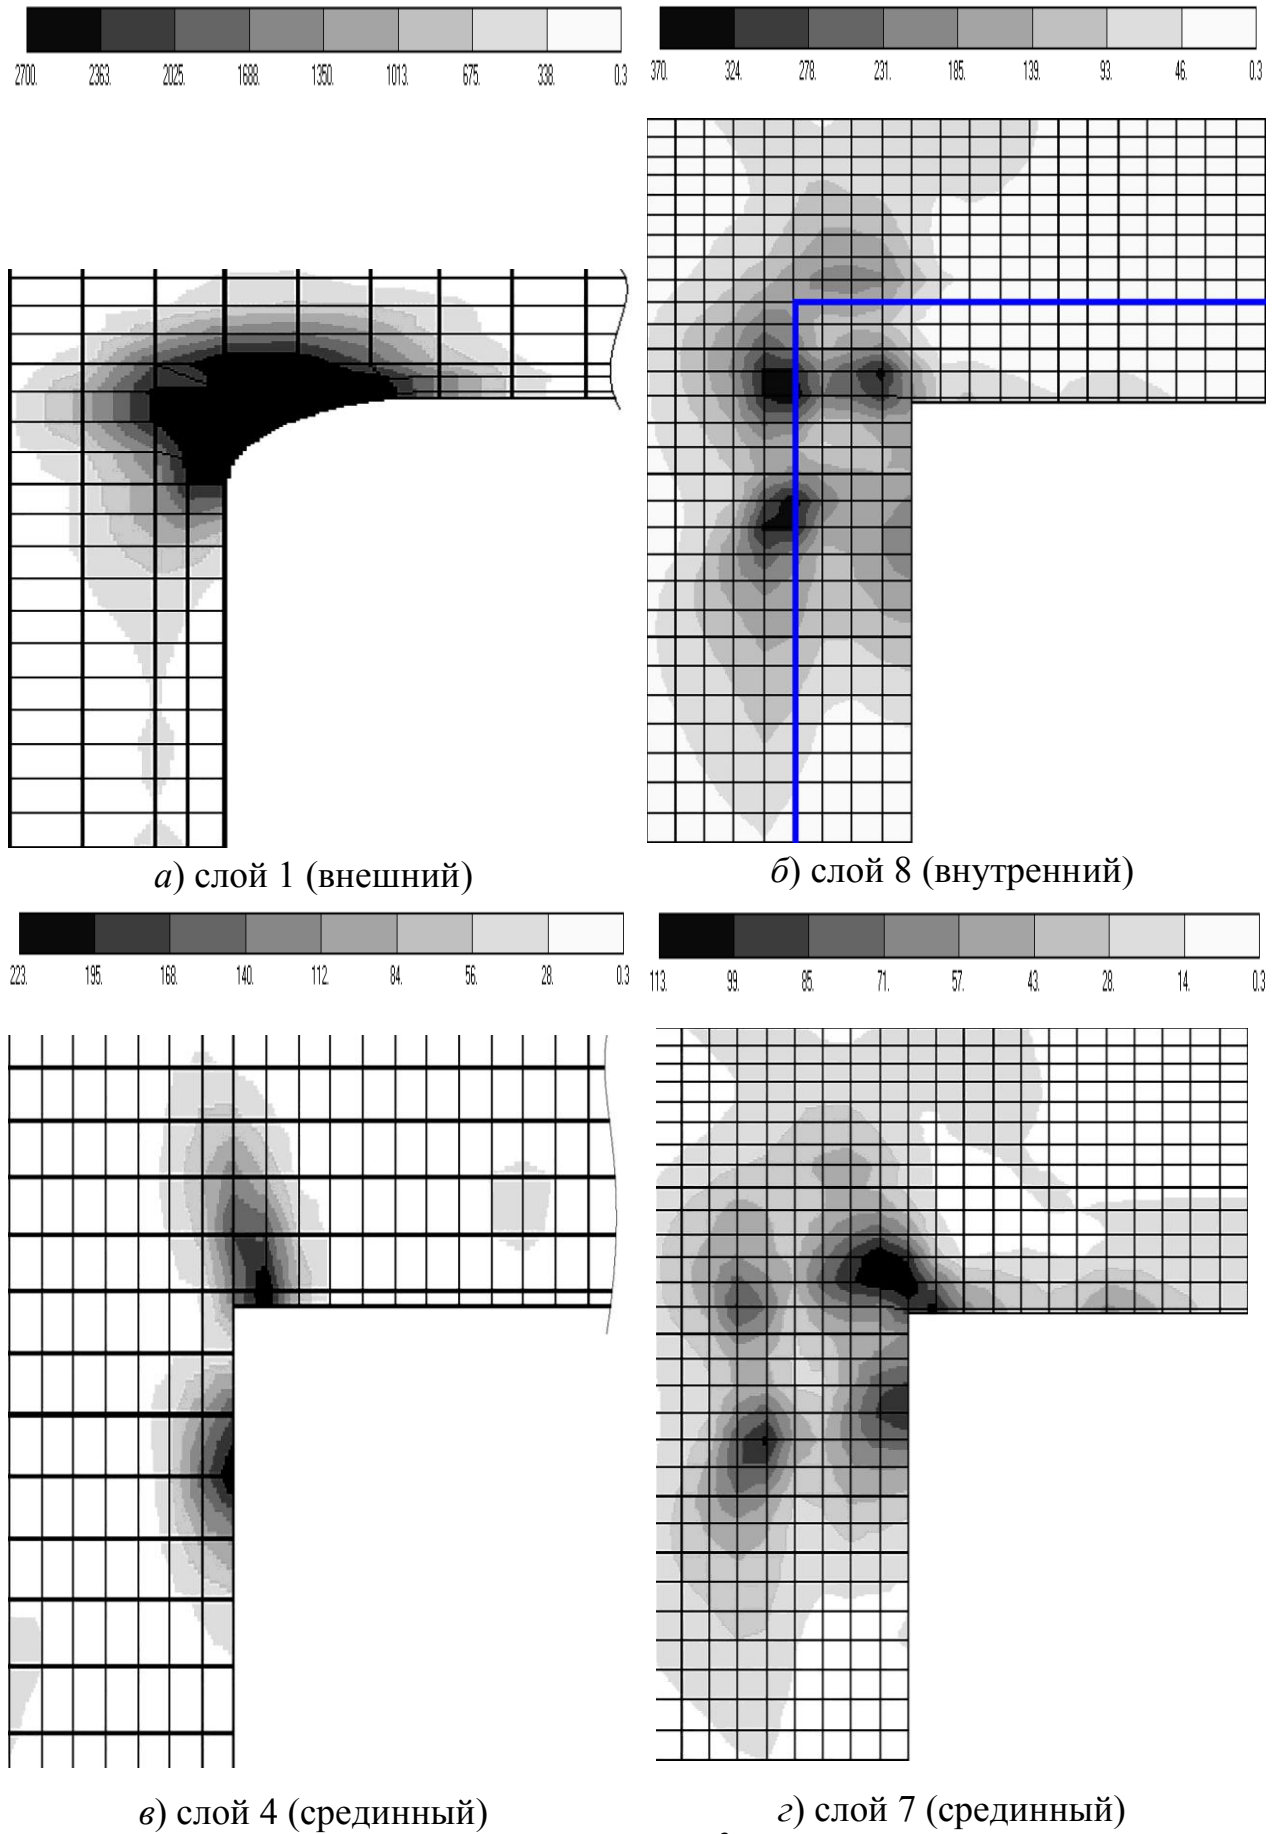 2700. 2363. 2025. 1688. 1350. 1013. 675. 338. 0.3
370. 324. 278. 231. 185. 139. 93. 46. 0.3
а) слой 1 (внешний)
б) слой 8 (внутренний)
223. 195. 168. 140. 112. 84. 56. 28. 0.3
113. 99. 85. 71. 57. 43. 28. 14. 0.3
в) слой 4 (срединный)
г) слой 7 (срединный)